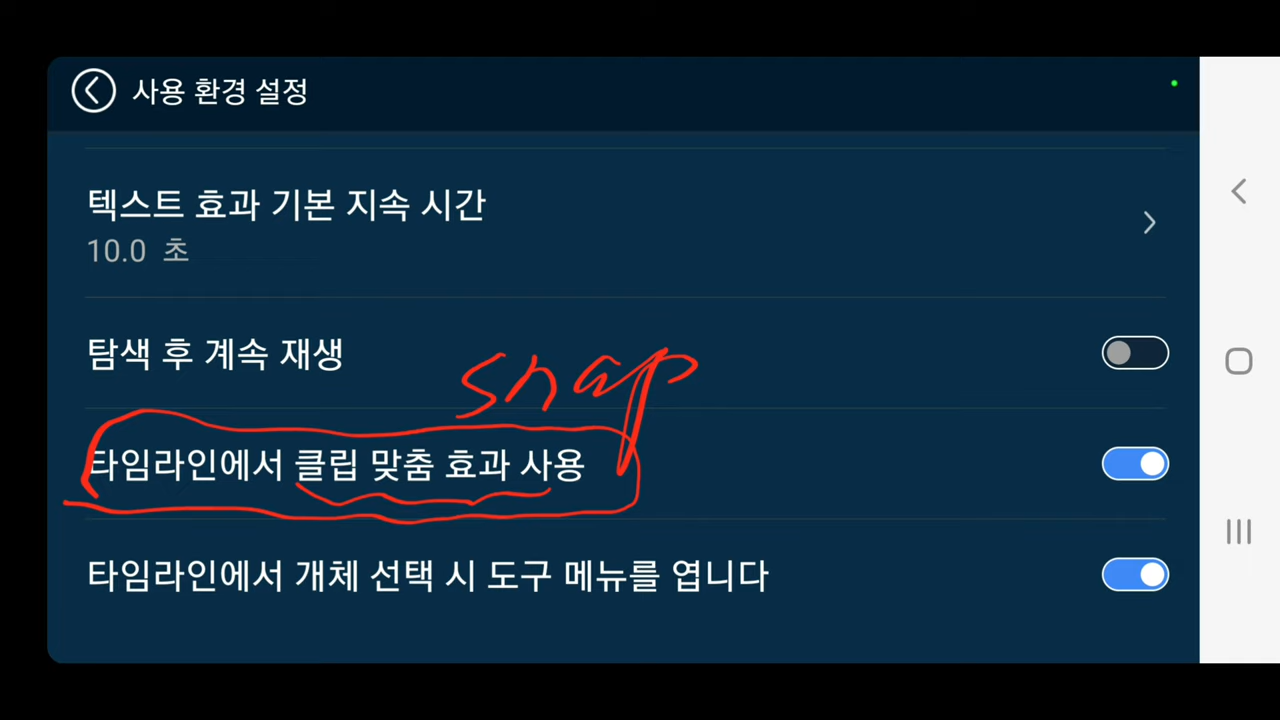 사용 환경 설정
텍스트 효과 기본 지속 시간
10.0 초
탐색 후 계속 재생
snap
타임라인에서 클립 맞춤 효과 사용
타임라인에서 개체 선택 시 도구 메뉴를 엽니다